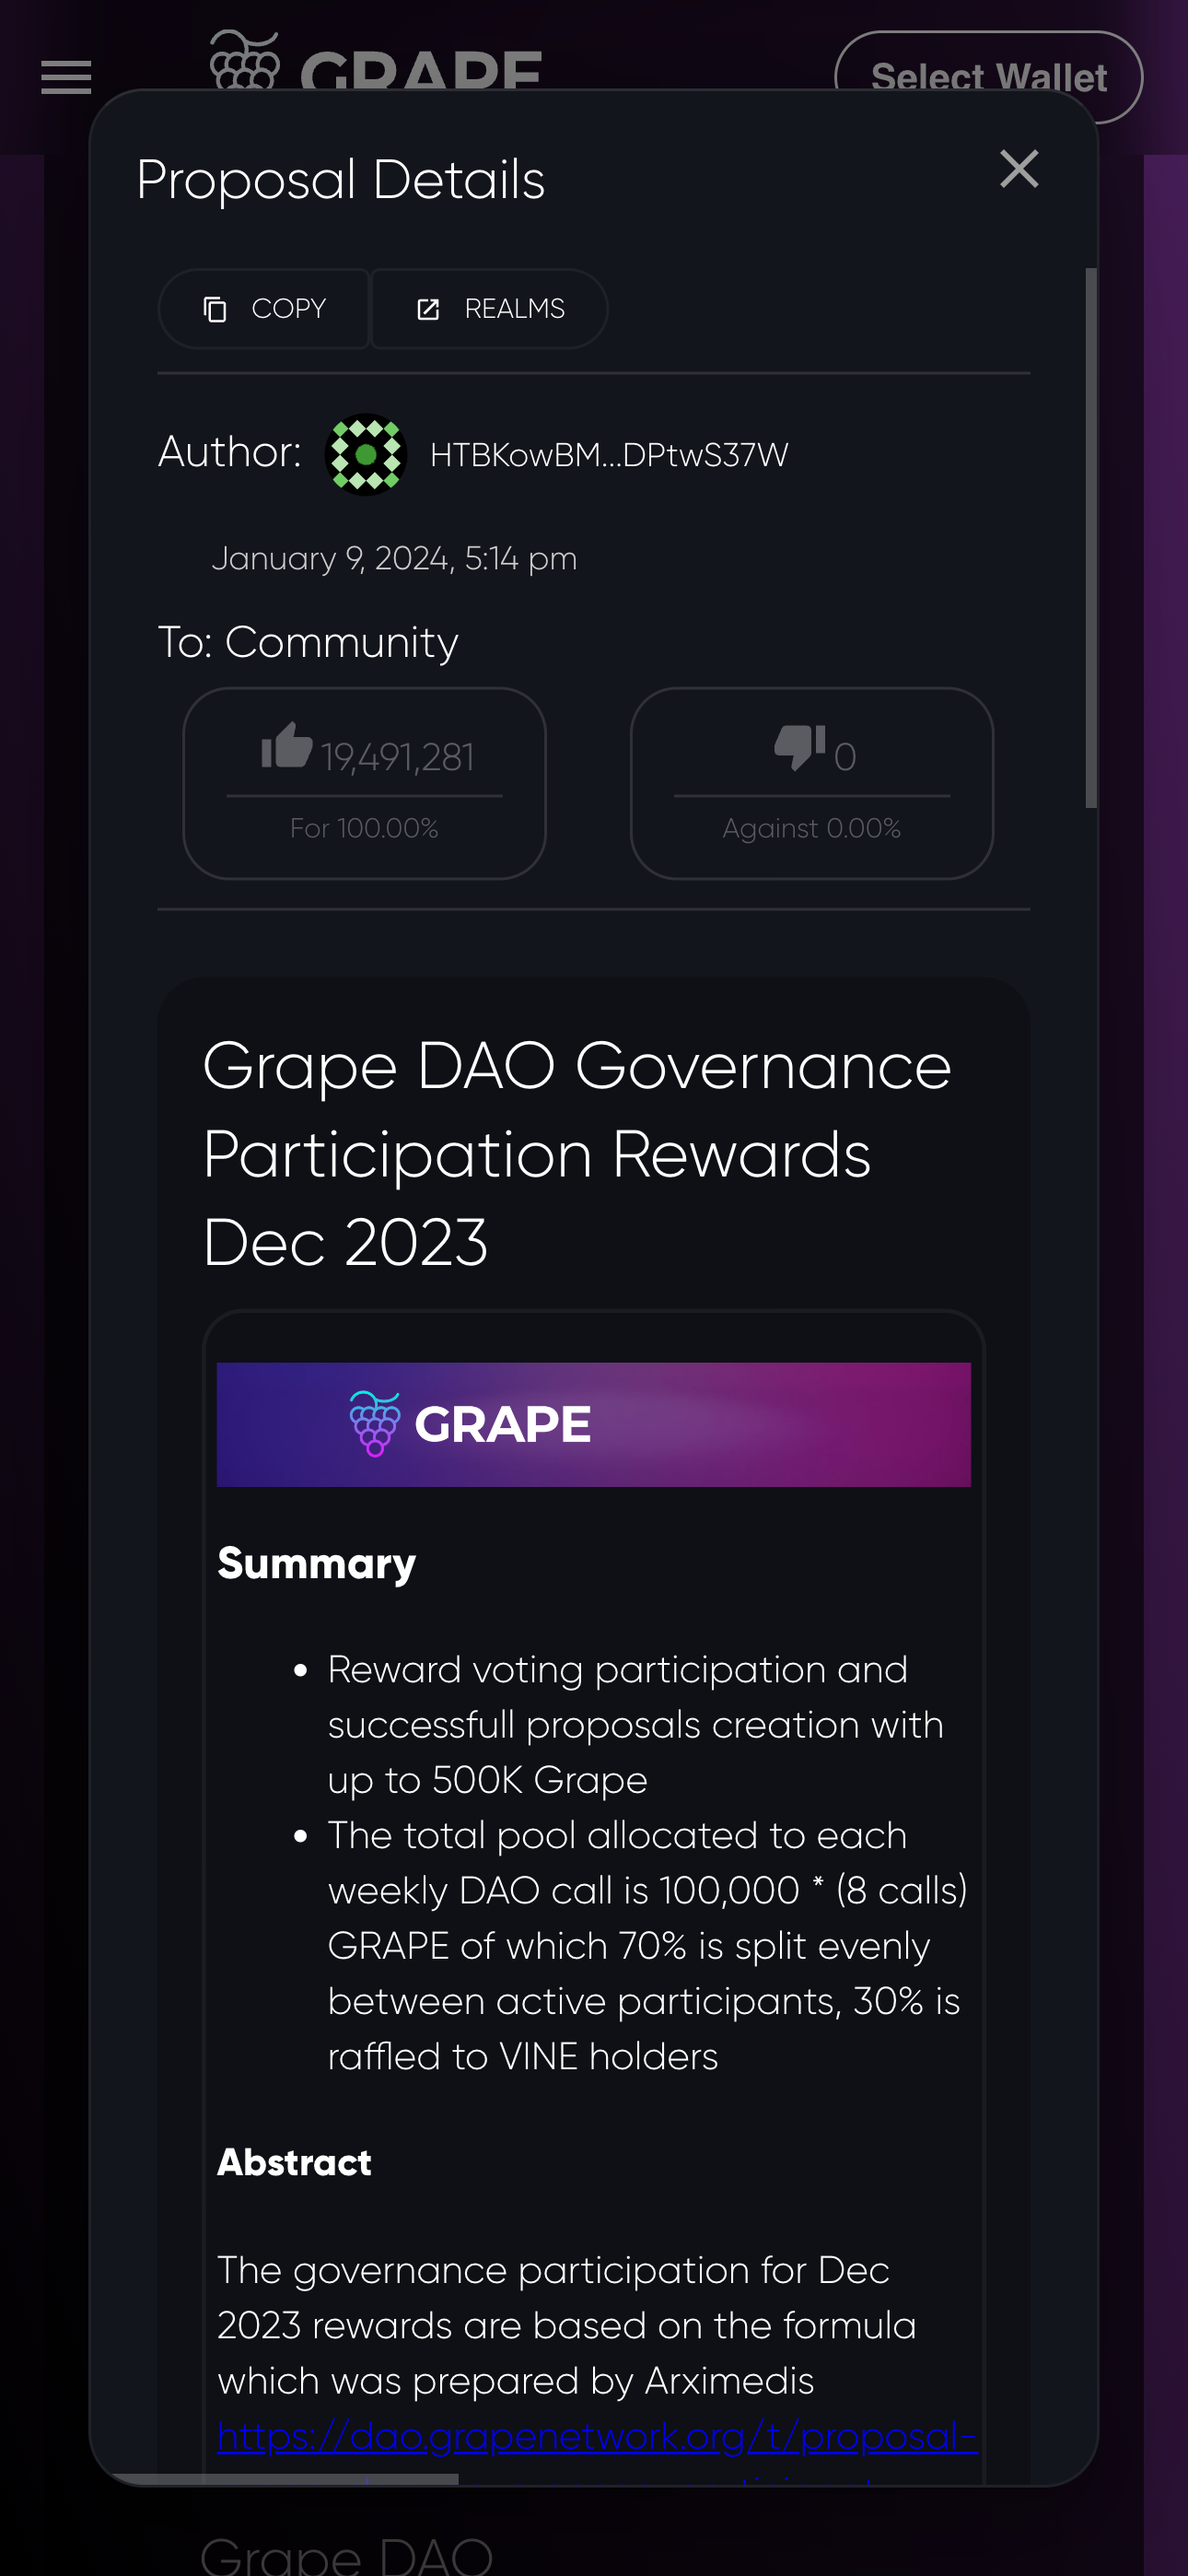 GRAPE
Select Wallet
Proposal Details
COPY
REALMS
Author: HTBKowBM...DPtwS37W
January 9, 2024, 5:14 pm
To: Community
19,491,281
For 100.00%
0
Against 0.00%
Grape DAO Governance
Participation Rewards
Dec 2023
GRAPE
Summary
• Reward voting participation and
successfull proposals creation with
up to 500K Grape
• The total pool allocated to each
weekly DAO call is 100,000 * (8 calls)
GRAPE of which 70% is split evenly
between active participants, 30% is
raffled to VINE holders
Abstract
The governance participation for Dec
2023 rewards are based on the formula
which was prepared by Arximedis
https://dao.grapenetwork.org/t/proposal-
Grape DAO